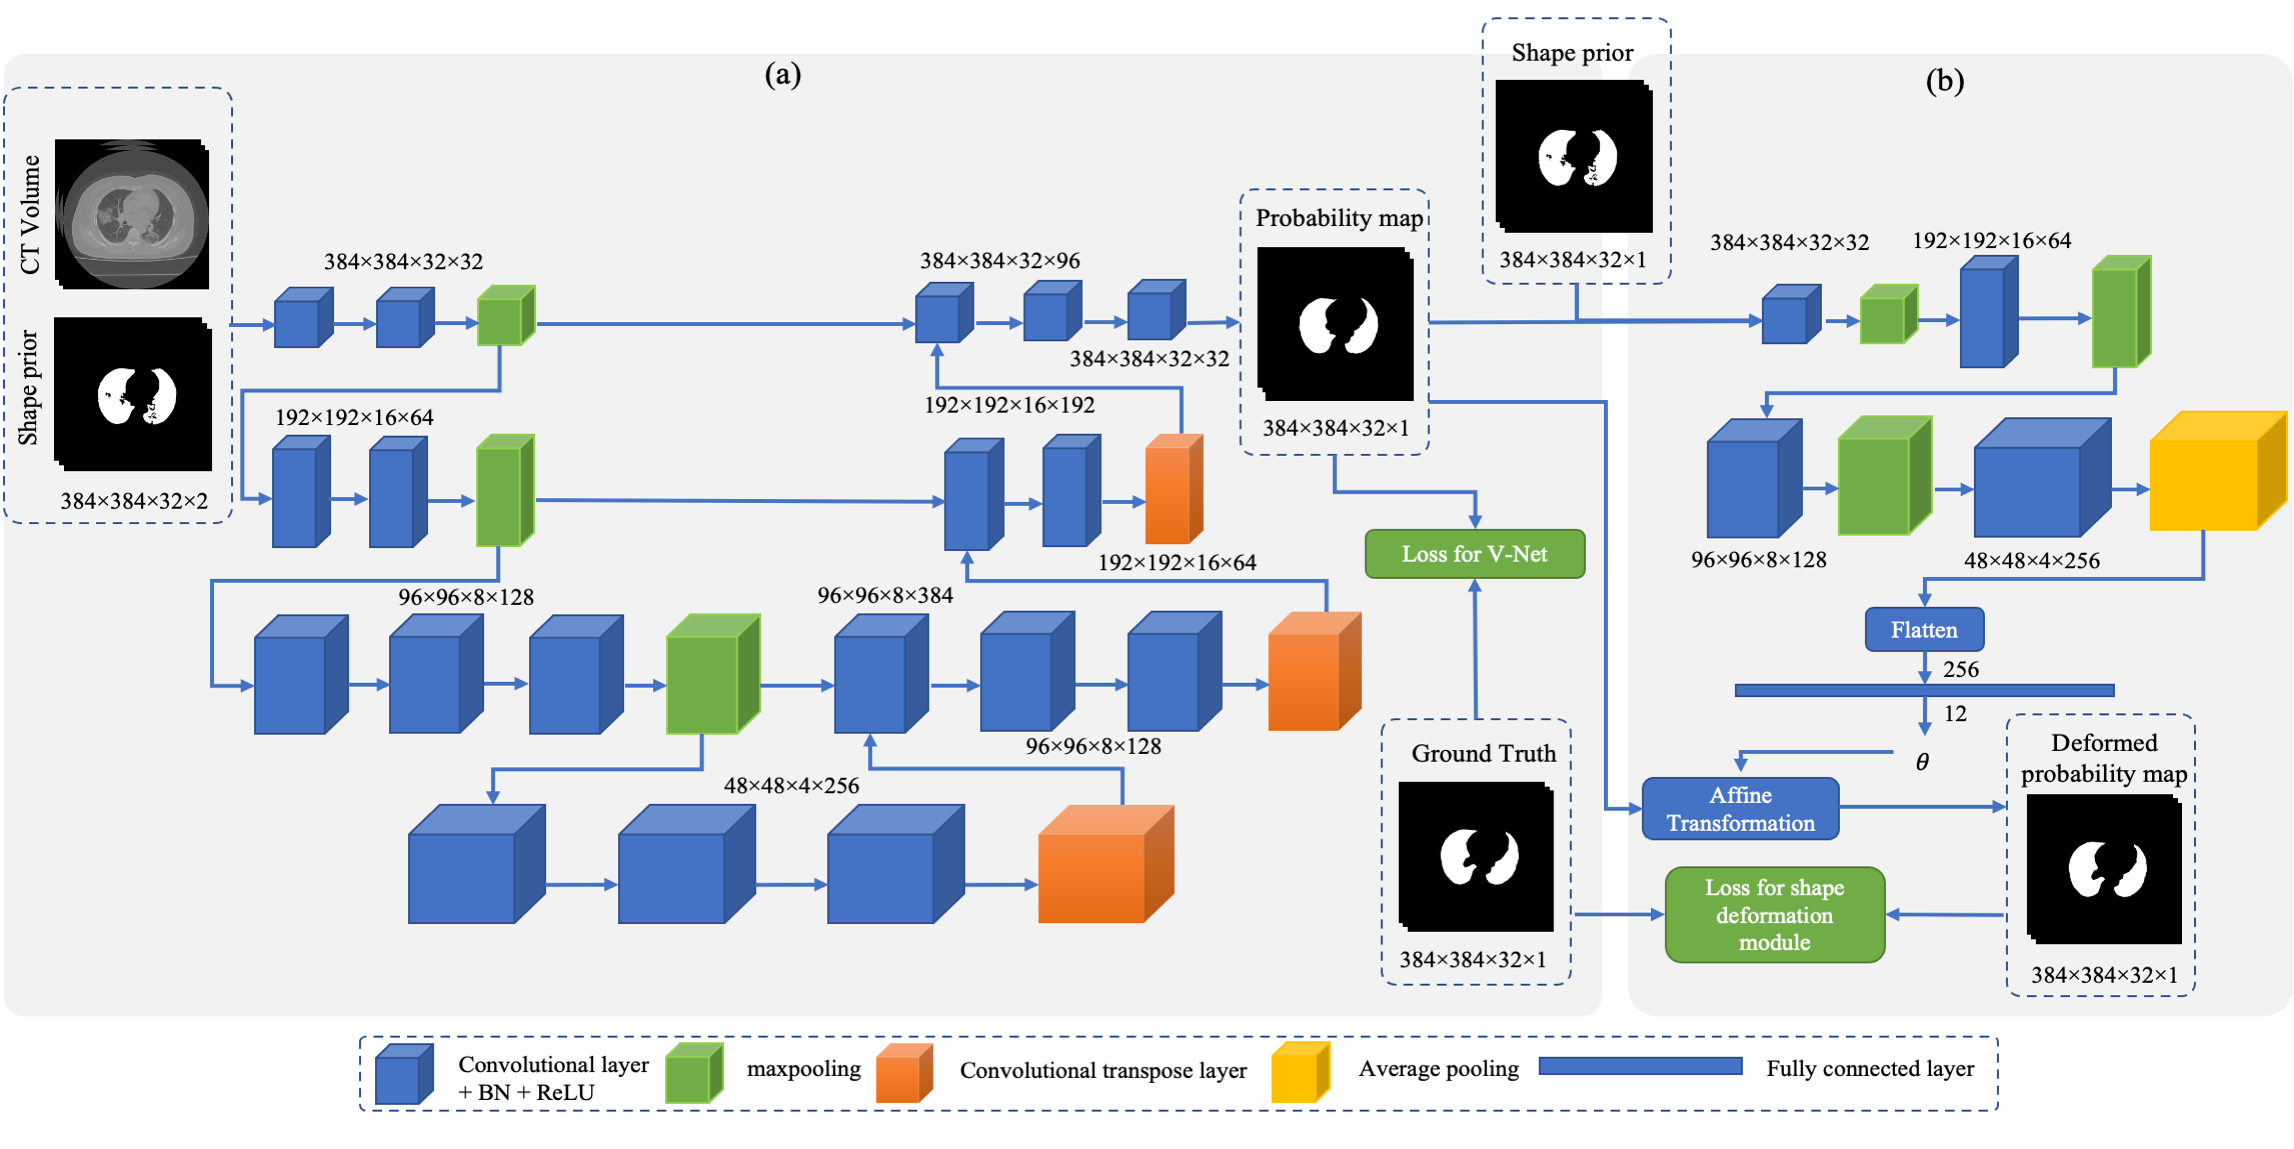 (a)
(b)
CT Volume
Shape prior
384×384×32×2
384×384×32×32
192×192×16×64
96×96×8×128
48×48×4×256
96×96×8×384
96×96×8×128
192×192×16×192
192×192×16×64
384×384×32×96
384×384×32×32
Probability map
384×384×32×1
Shape prior
384×384×32×1
Loss for V-Net
Ground Truth
384×384×32×1
384×384×32×32
192×192×16×64
96×96×8×128
48×48×4×256
Flatten
256
12
θ
Affine
Transformation
Deformed
probability map
384×384×32×1
Loss for shape
deformation
module
Convolutional layer
+ BN + ReLU
maxpooling
Convolutional transpose layer
Average pooling
Fully connected layer